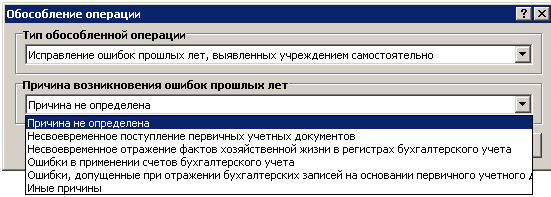 Обособление операции
Тип обособленной операции
Исправление ошибок прошлых лет, выявленных учреждением самостоятельно
Причина возникновения ошибок прошлых лет
Причина не определена
Причина не определена
Несвоевременное поступление первичных учетных документов
Несвоевременное отражение фактов хозяйственной жизни в регистрах бухгалтерского учета
Ошибки в применении счетов бухгалтерского учета
Ошибки, допущенные при отражении бухгалтерских записей на основании первичного учетного д
Иные причины